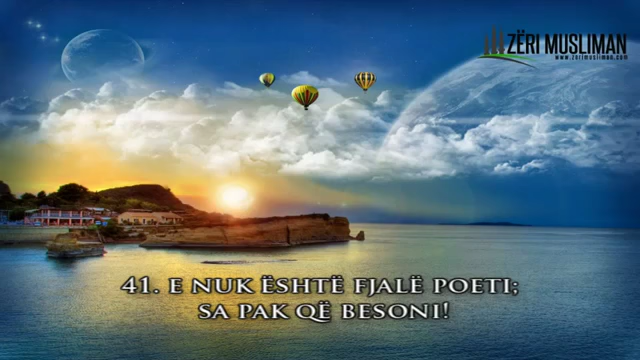 ZËRI MUSLIMAN
www.zerimusliman.com
41. E NUK ËSHTË FJALË POETI;
SA PAK QË BESONI!